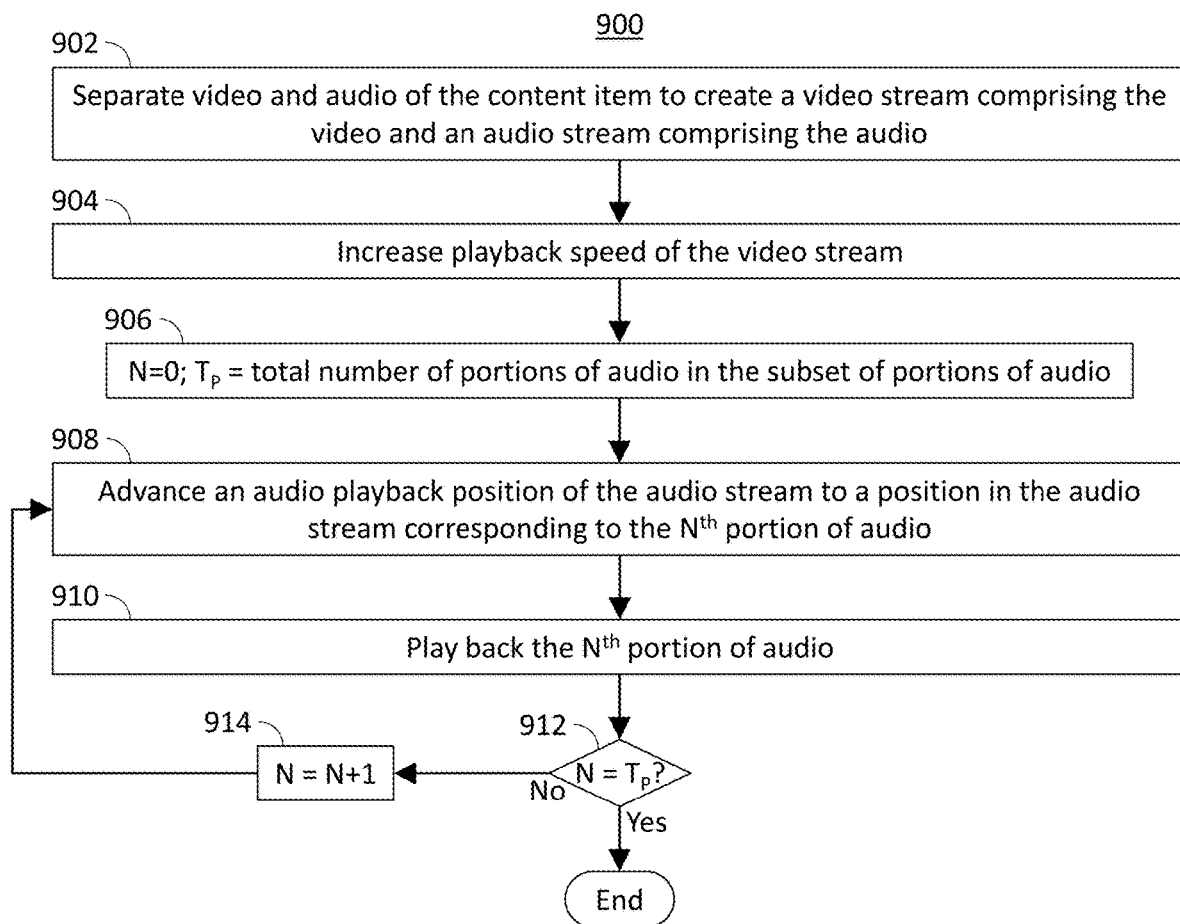 900
902
Separate video and audio of the content item to create a video stream comprising the
video and an audio stream comprising the audio
904
Increase playback speed of the video stream
906
N=0; Tₚ = total number of portions of audio in the subset of portions of audio
908
Advance an audio playback position of the audio stream to a position in the audio
stream corresponding to the Nᵗʰ portion of audio
910
Play back the Nᵗʰ portion of audio
914
912
N = N+1
N = Tₚ?
No
Yes
End